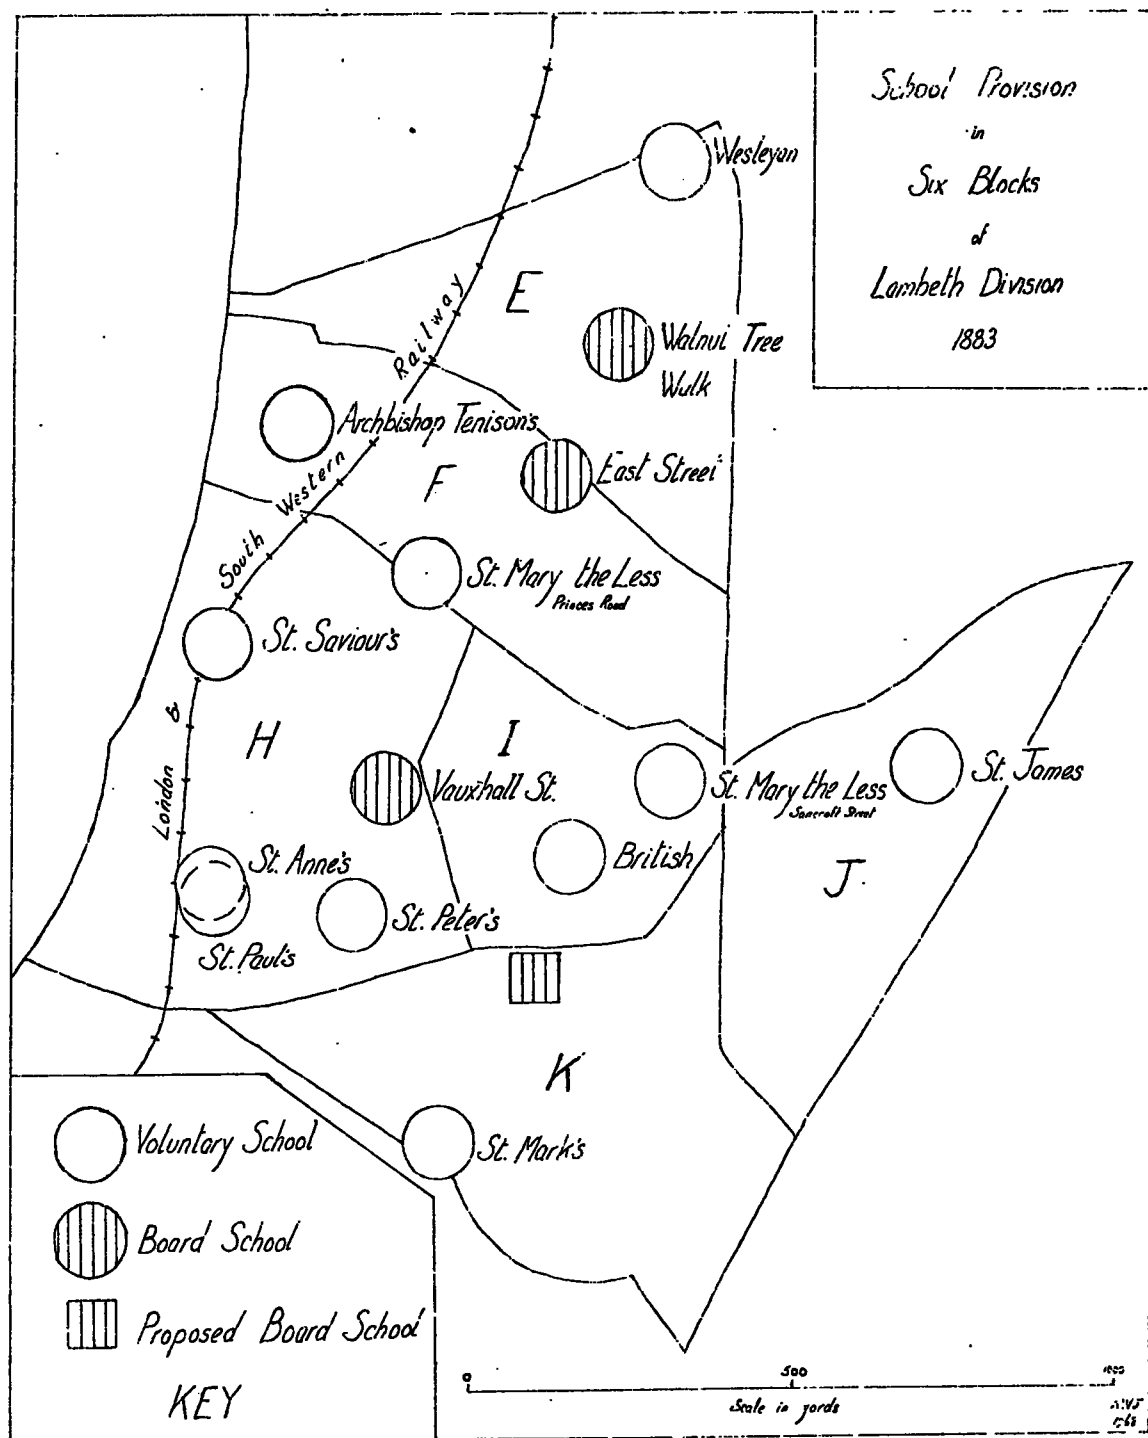 School Provision
in
Six Blocks
of
Lambeth Division
1883
Wesleyan
E
Walnut Tree
Walk
Archbishop Tenison's
F
East Street
London & South Western Railway
St. Mary the Less
Princes Road
St. Saviour's
H
I
Vauxhall St.
St. Mary the Less
Sancroft Street
St. James
British
J
St. Anne's
St. Peter's
St. Paul's
K
St. Mark's
Voluntary School
Board School
Proposed Board School
KEY
0 500 1000
Scale in yards